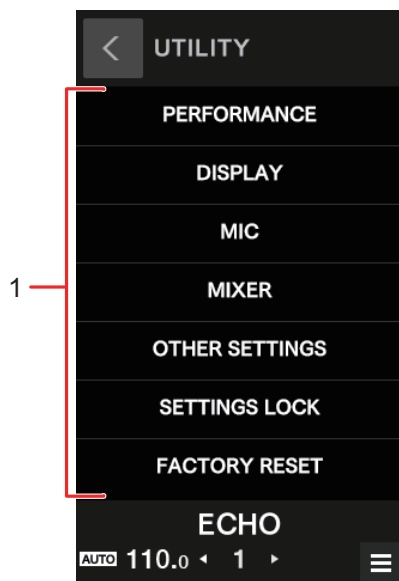 UTILITY
PERFORMANCE
DISPLAY
MIC
1
MIXER
OTHER SETTINGS
SETTINGS LOCK
FACTORY RESET
ECHO
AUTO 110.0 ◂ 1 ▸